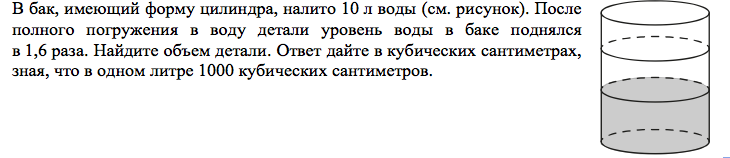 В бак, имеющий форму цилиндра, налито 10 л воды (см. рисунок). После
полного погружения в воду детали уровень воды в баке поднялся
в 1,6 раза. Найдите объем детали. Ответ дайте в кубических сантиметрах,
зная, что в одном литре 1000 кубических сантиметров.